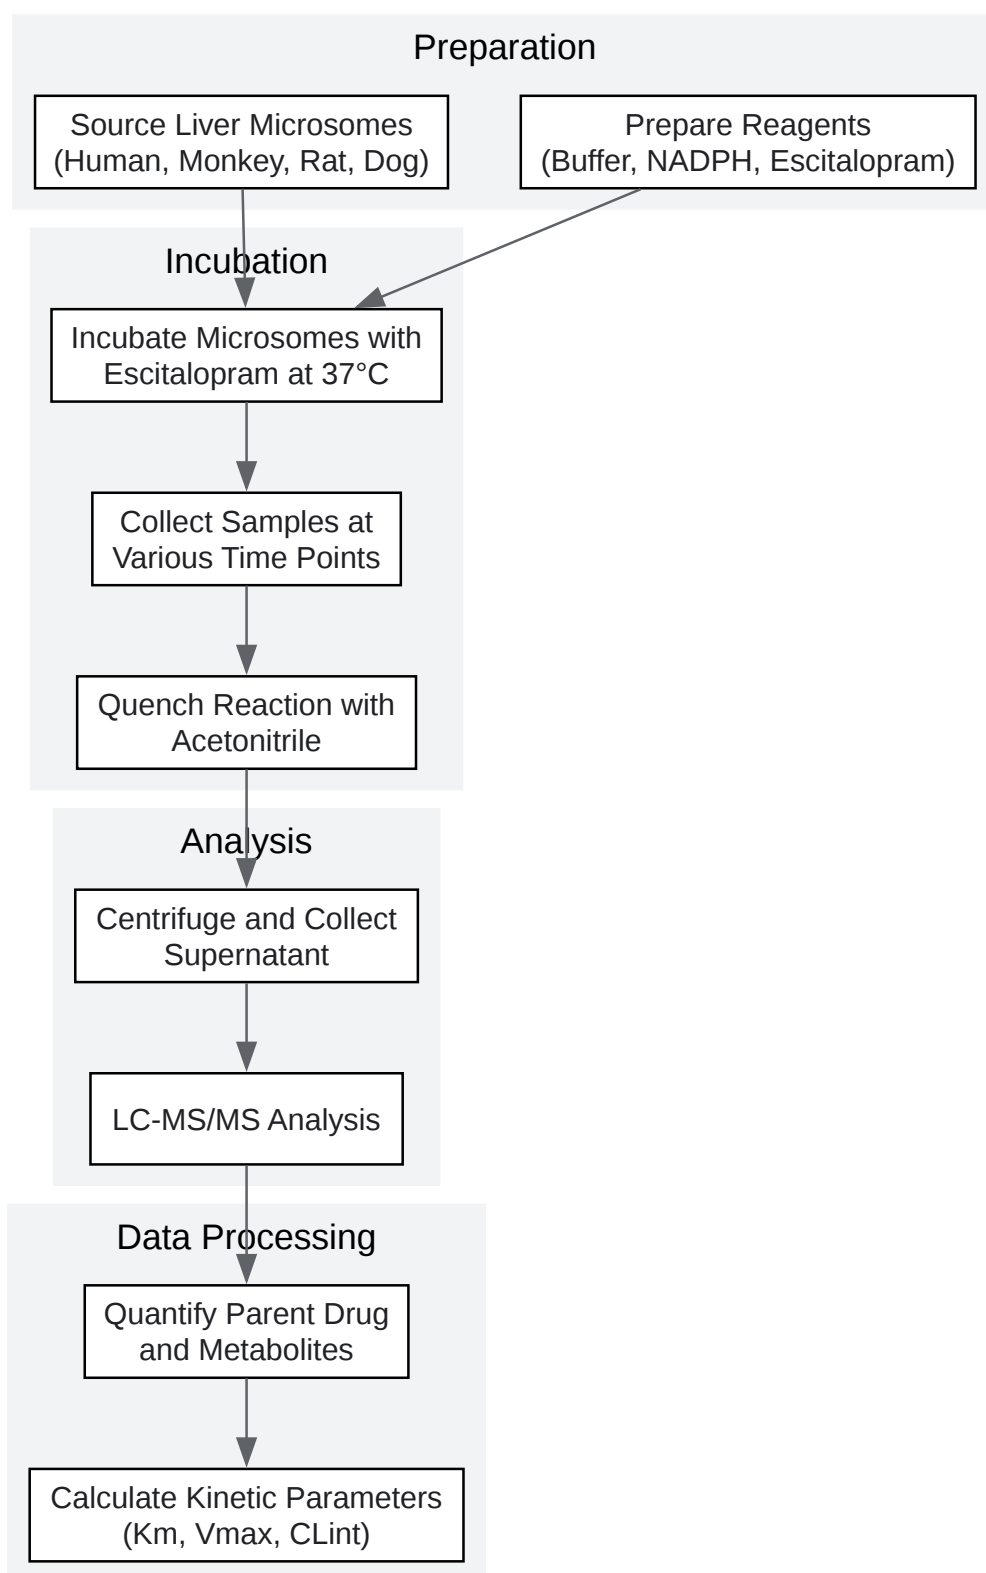 Preparation
Source Liver Microsomes
(Human, Monkey, Rat, Dog)
Prepare Reagents
(Buffer, NADPH, Escitalopram)
Incubation
Incubate Microsomes with
Escitalopram at 37°C
Collect Samples at
Various Time Points
Quench Reaction with
Acetonitrile
Analysis
Centrifuge and Collect
Supernatant
LC-MS/MS Analysis
Data Processing
Quantify Parent Drug
and Metabolites
Calculate Kinetic Parameters
(Km, Vmax, CLint)